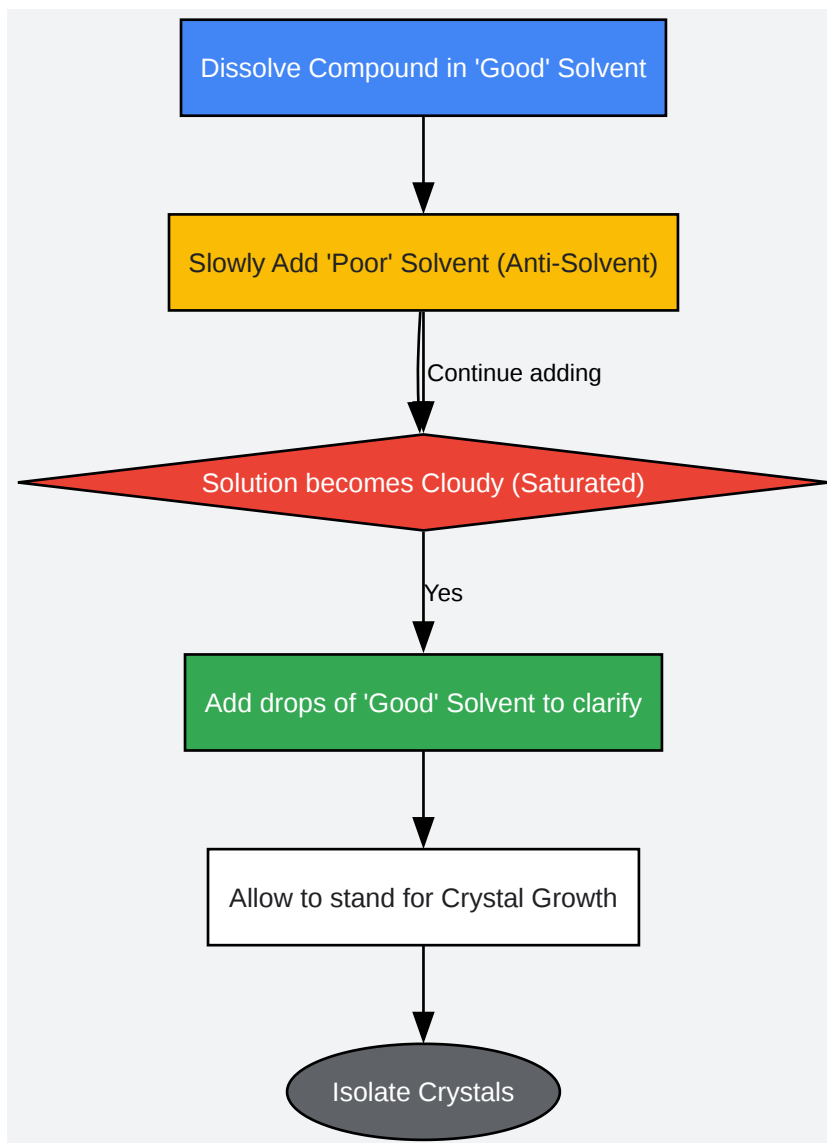 Dissolve Compound in 'Good' Solvent
Slowly Add 'Poor' Solvent (Anti-Solvent)
Continue adding
Solution becomes Cloudy (Saturated)
Yes
Add drops of 'Good' Solvent to clarify
Allow to stand for Crystal Growth
Isolate Crystals